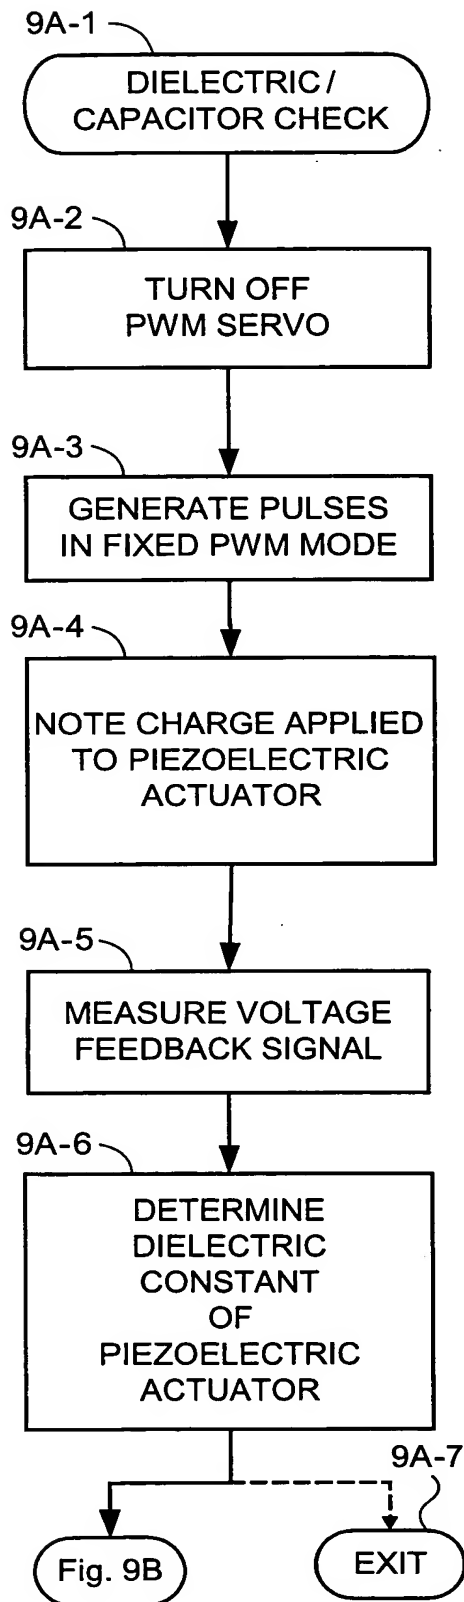 9A-1
DIELECTRIC /
CAPACITOR CHECK
9A-2
TURN OFF
PWM SERVO
9A-3
GENERATE PULSES
IN FIXED PWM MODE
9A-4
NOTE CHARGE APPLIED
TO PIEZOELECTRIC
ACTUATOR
9A-5
MEASURE VOLTAGE
FEEDBACK SIGNAL
9A-6
DETERMINE
DIELECTRIC
CONSTANT
OF
PIEZOELECTRIC
ACTUATOR
9A-7
Fig. 9B
EXIT